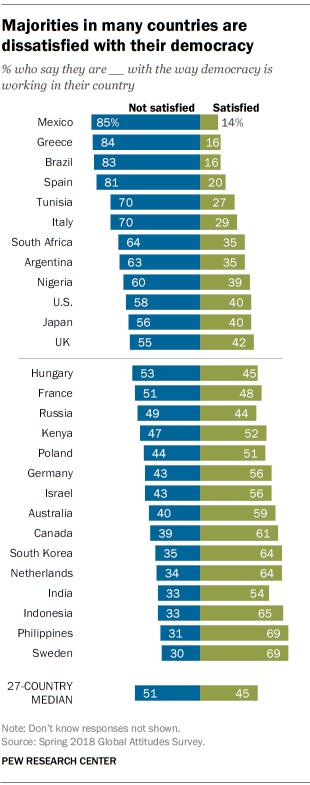 Majorities in many countries are
dissatisfied with their democracy
% who say they are __ with the way democracy is
working in their country
Not satisfied Satisfied
Mexico 85% 14%
Greece 84 16
Brazil 83 16
Spain 81 20
Tunisia 70 27
Italy 70 29
South Africa 64 35
Argentina 63 35
Nigeria 60 39
U.S. 58 40
Japan 56 40
UK 55 42
Hungary 53 45
France 51 48
Russia 49 44
Kenya 47 52
Poland 44 51
Germany 43 56
Israel 43 56
Australia 40 59
Canada 39 61
South Korea 35 64
Netherlands 34 64
India 33 54
Indonesia 33 65
Philippines 31 69
Sweden 30 69
27-COUNTRY
MEDIAN 51 45
Note: Don’t know responses not shown.
Source: Spring 2018 Global Attitudes Survey.
PEW RESEARCH CENTER